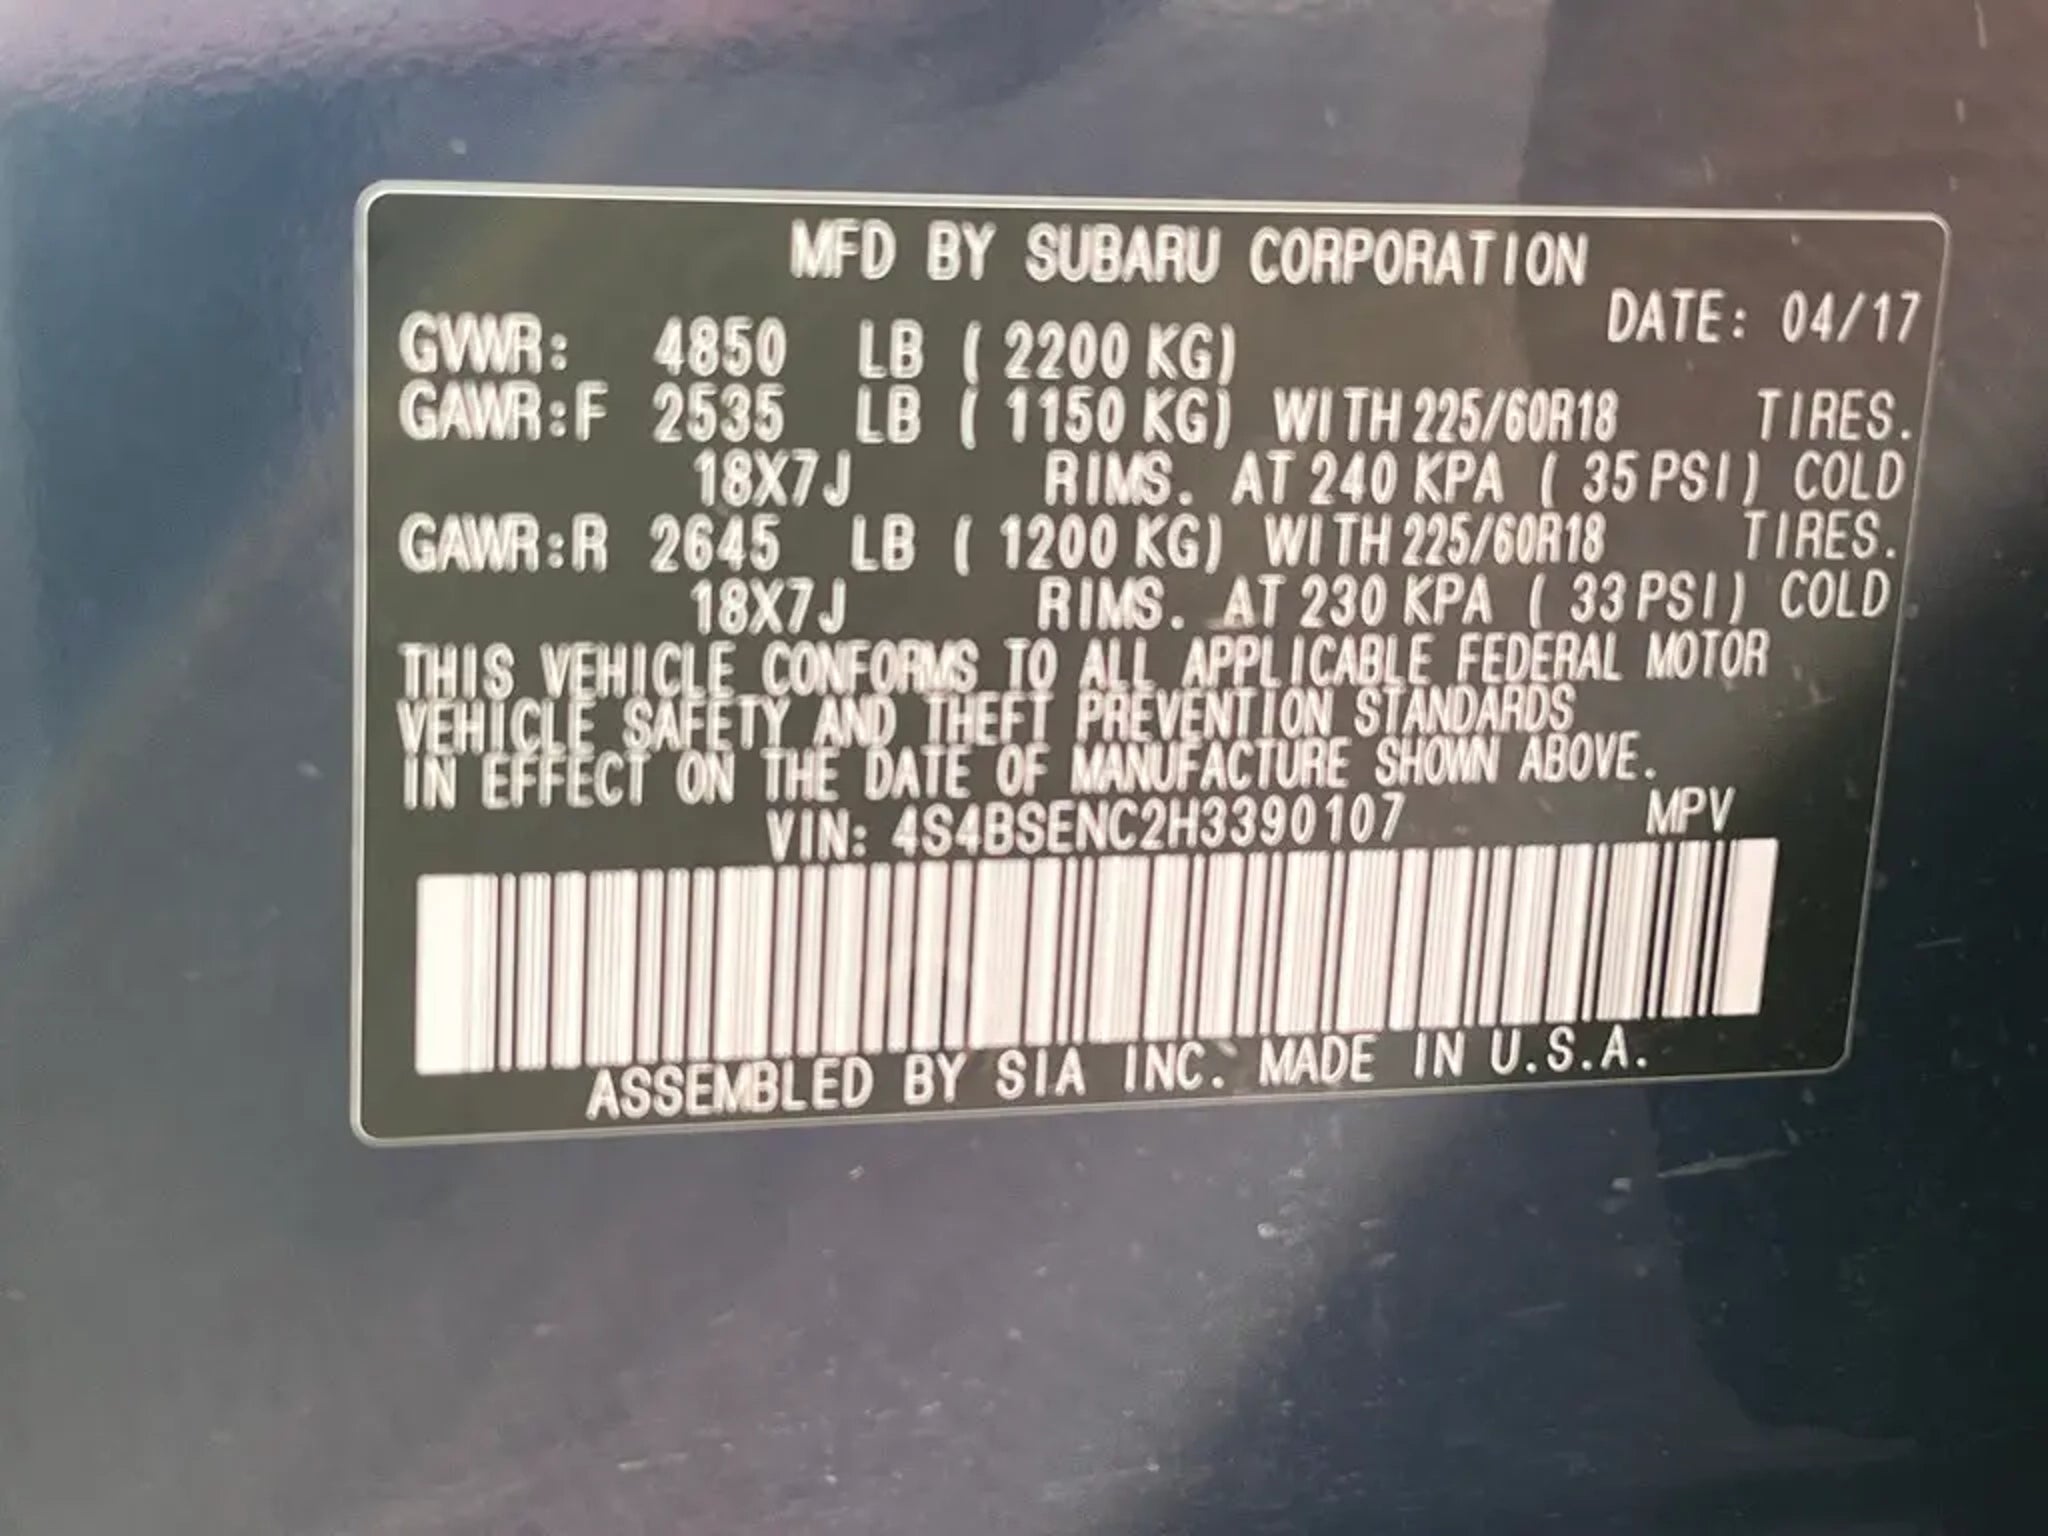 MFD BY SUBARU CORPORATION
DATE: 04/17
GVWR: 4850 LB ( 2200 KG)
GAWR:F 2535 LB ( 1150 KG) WITH 225/60R18 TIRES.
18X7J RIMS. AT 240 KPA ( 35 PSI) COLD
GAWR:R 2645 LB ( 1200 KG) WITH 225/60R18 TIRES.
18X7J RIMS. AT 230 KPA ( 33 PSI) COLD
THIS VEHICLE CONFORMS TO ALL APPLICABLE FEDERAL MOTOR
VEHICLE SAFETY AND THEFT PREVENTION STANDARDS
IN EFFECT ON THE DATE OF MANUFACTURE SHOWN ABOVE.
VIN: 4S4BSENC2H3390107 MPV
ASSEMBLED BY SIA INC. MADE IN U.S.A.